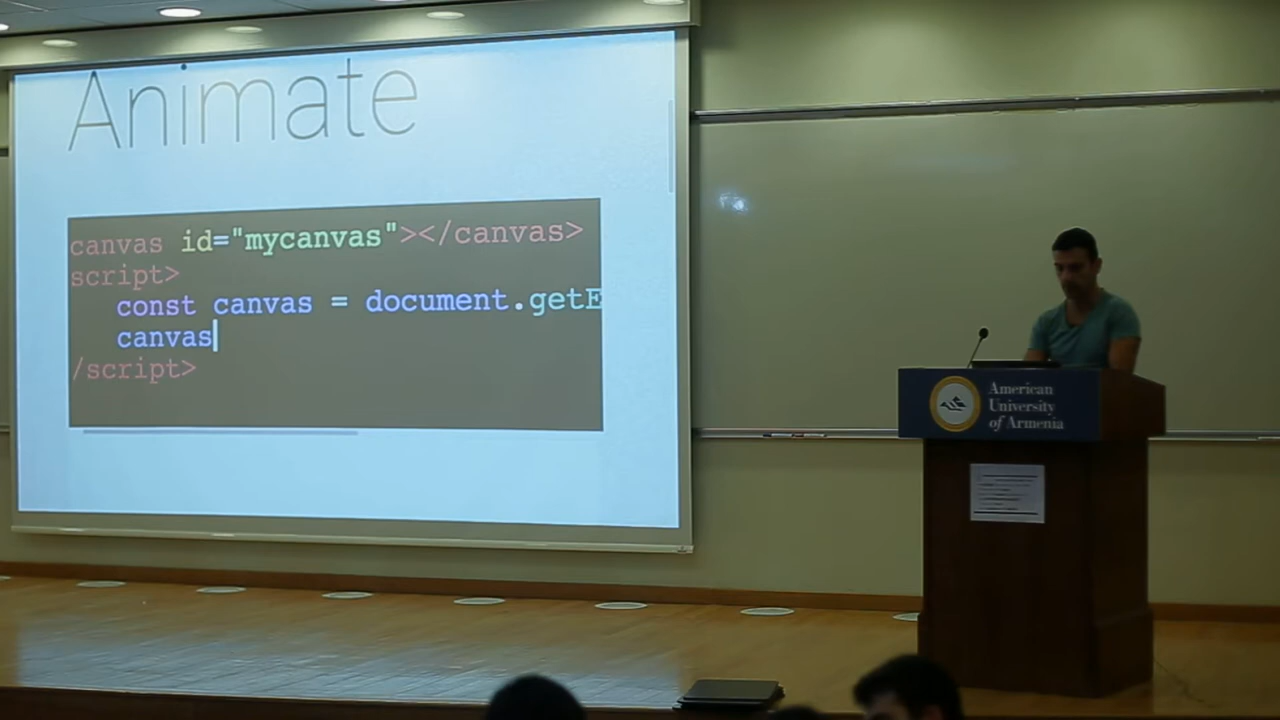 Animate
canvas id="mycanvas"></canvas>
script>
const canvas = document.getE
canvas
/script>
American
University
of Armenia